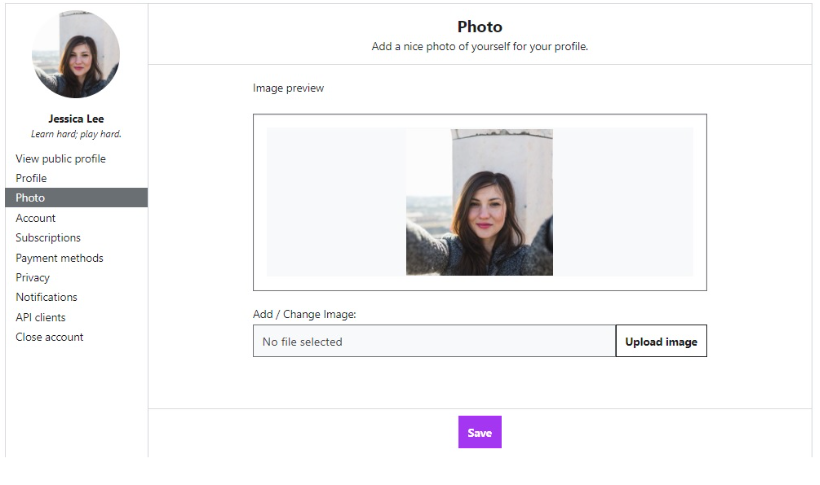 Jessica Lee
Learn hard; play hard.
View public profile
Profile
Photo
Account
Subscriptions
Payment methods
Privacy
Notifications
API clients
Close account
Photo
Add a nice photo of yourself for your profile.
Image preview
Add / Change Image:
No file selected
Upload image
Save